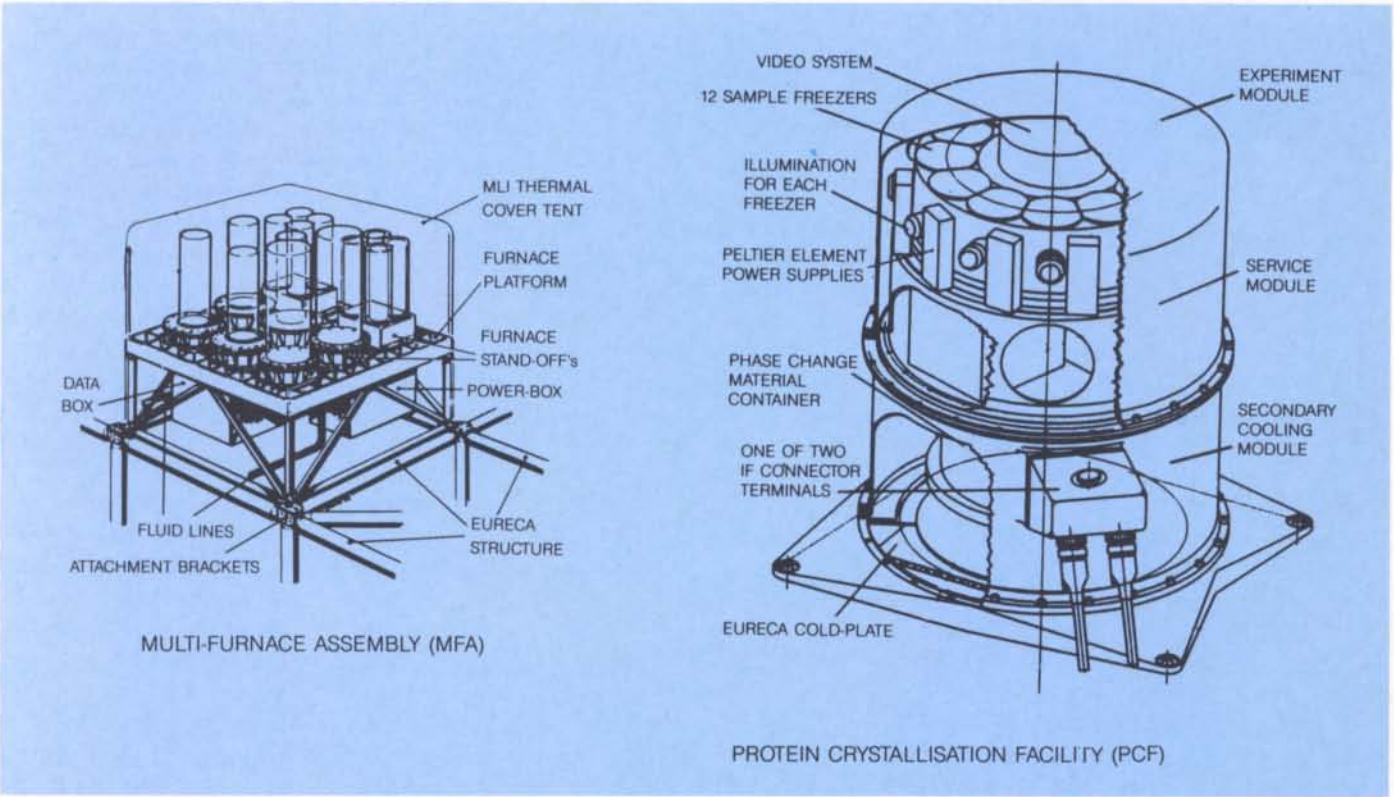 MLI THERMAL
COVER TENT
FURNACE
PLATFORM
FURNACE
STAND-OFF's
POWER-BOX
DATA
BOX
FLUID LINES
EURECA
STRUCTURE
ATTACHMENT BRACKETS
MULTI-FURNACE ASSEMBLY (MFA)
VIDEO SYSTEM
12 SAMPLE FREEZERS
EXPERIMENT
MODULE
ILLUMINATION
FOR EACH
FREEZER
PELTIER ELEMENT
POWER SUPPLIES
SERVICE
MODULE
PHASE CHANGE
MATERIAL
CONTAINER
SECONDARY
COOLING
MODULE
ONE OF TWO
IF CONNECTOR
TERMINALS
EURECA COLD-PLATE
PROTEIN CRYSTALLISATION FACILITY (PCF)